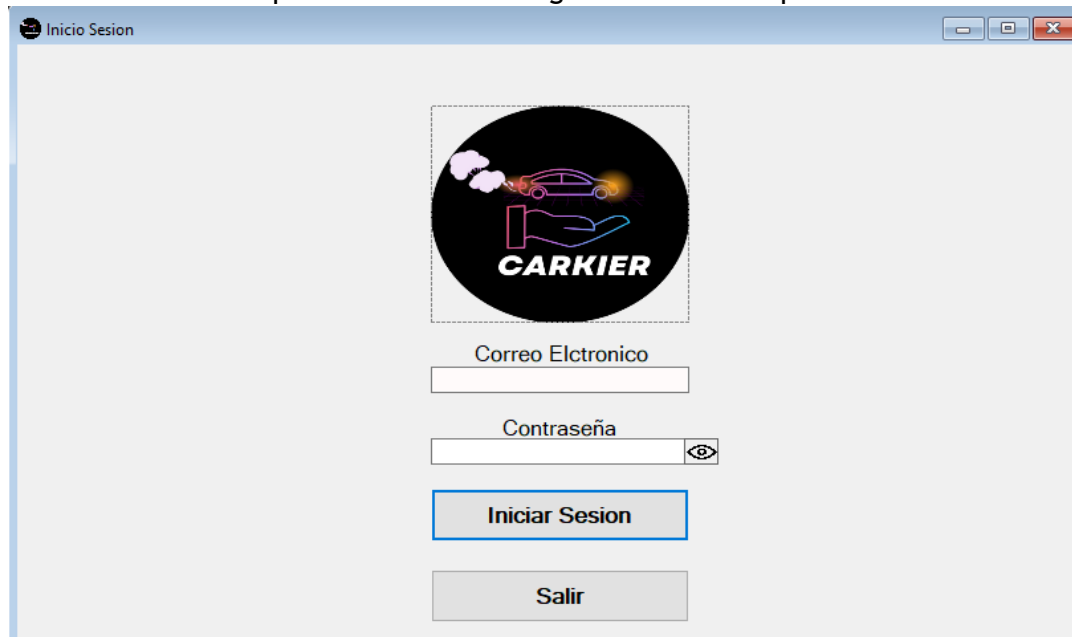 Inicio Sesion
CARKIER
Correo Elctronico
Contraseña
Iniciar Sesion
Salir